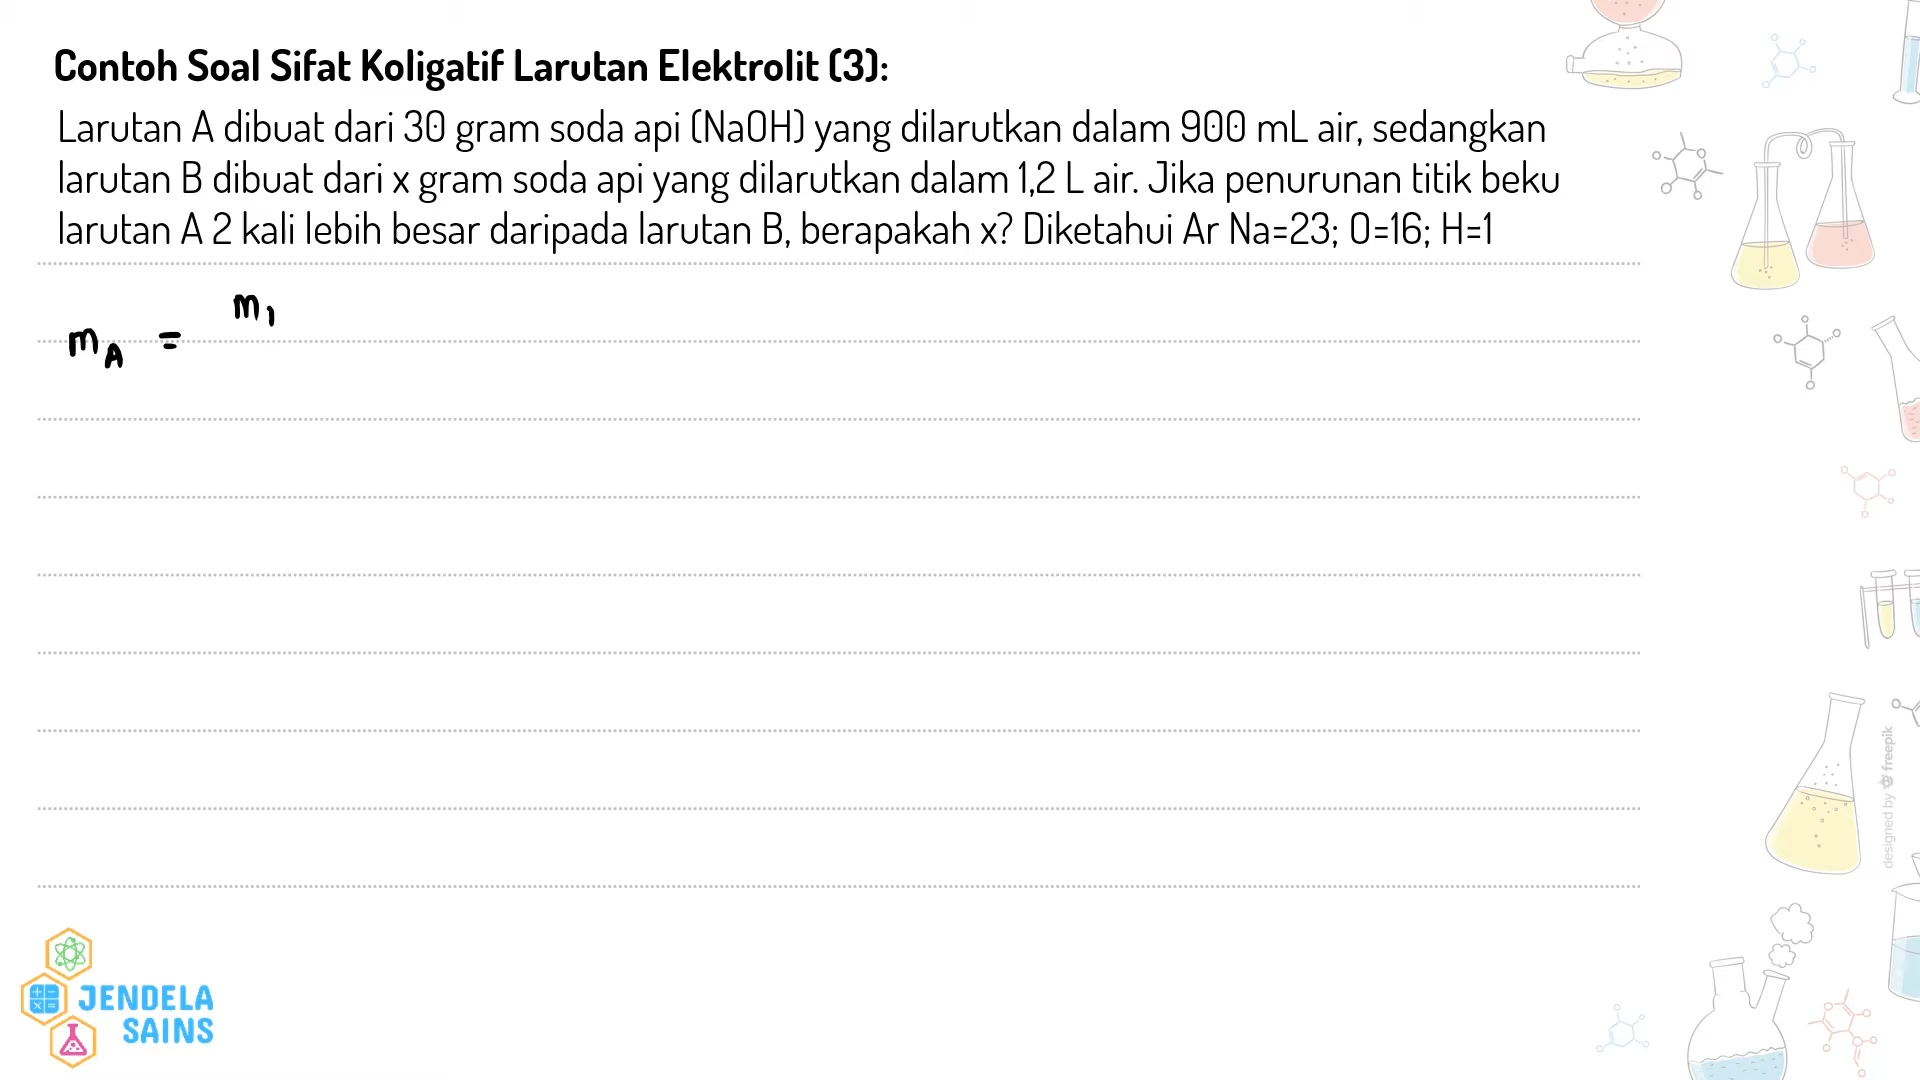 Contoh Soal Sifat Koligatif Larutan Elektrolit (3):
Larutan A dibuat dari 30 gram soda api (NaOH) yang dilarutkan dalam 900 mL air, sedangkan
larutan B dibuat dari x gram soda api yang dilarutkan dalam 1,2 L air. Jika penurunan titik beku
larutan A 2 kali lebih besar daripada larutan B, berapakah x? Diketahui Ar Na=23; O=16; H=1
m₁
m_A =
designed by freepik
JENDELA
SAINS